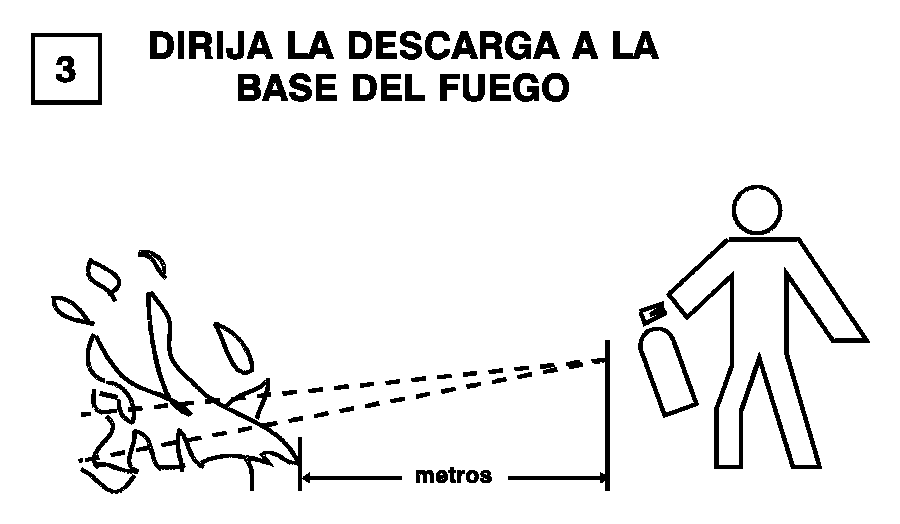 3
DIRIJA LA DESCARGA A LA
BASE DEL FUEGO
metros